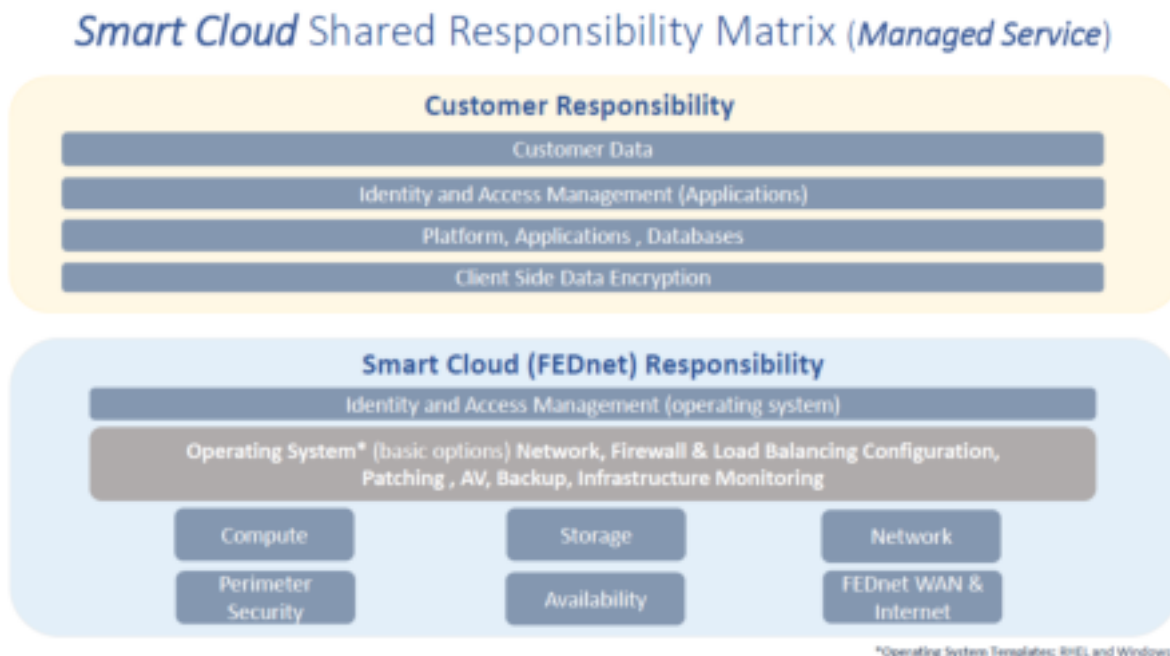 Smart Cloud Shared Responsibility Matrix (Managed Service)
Customer Responsibility
Customer Data
Identity and Access Management (Applications)
Platform, Applications , Databases
Client Side Data Encryption
Smart Cloud (FEDnet) Responsibility
Identity and Access Management (operating system)
Operating System* (basic options) Network, Firewall & Load Balancing Configuration,
Patching , AV, Backup, Infrastructure Monitoring
Compute
Storage
Network
Perimeter
Security
Availability
FEDnet WAN &
Internet
*Operating System Templates: RHEL and Windows